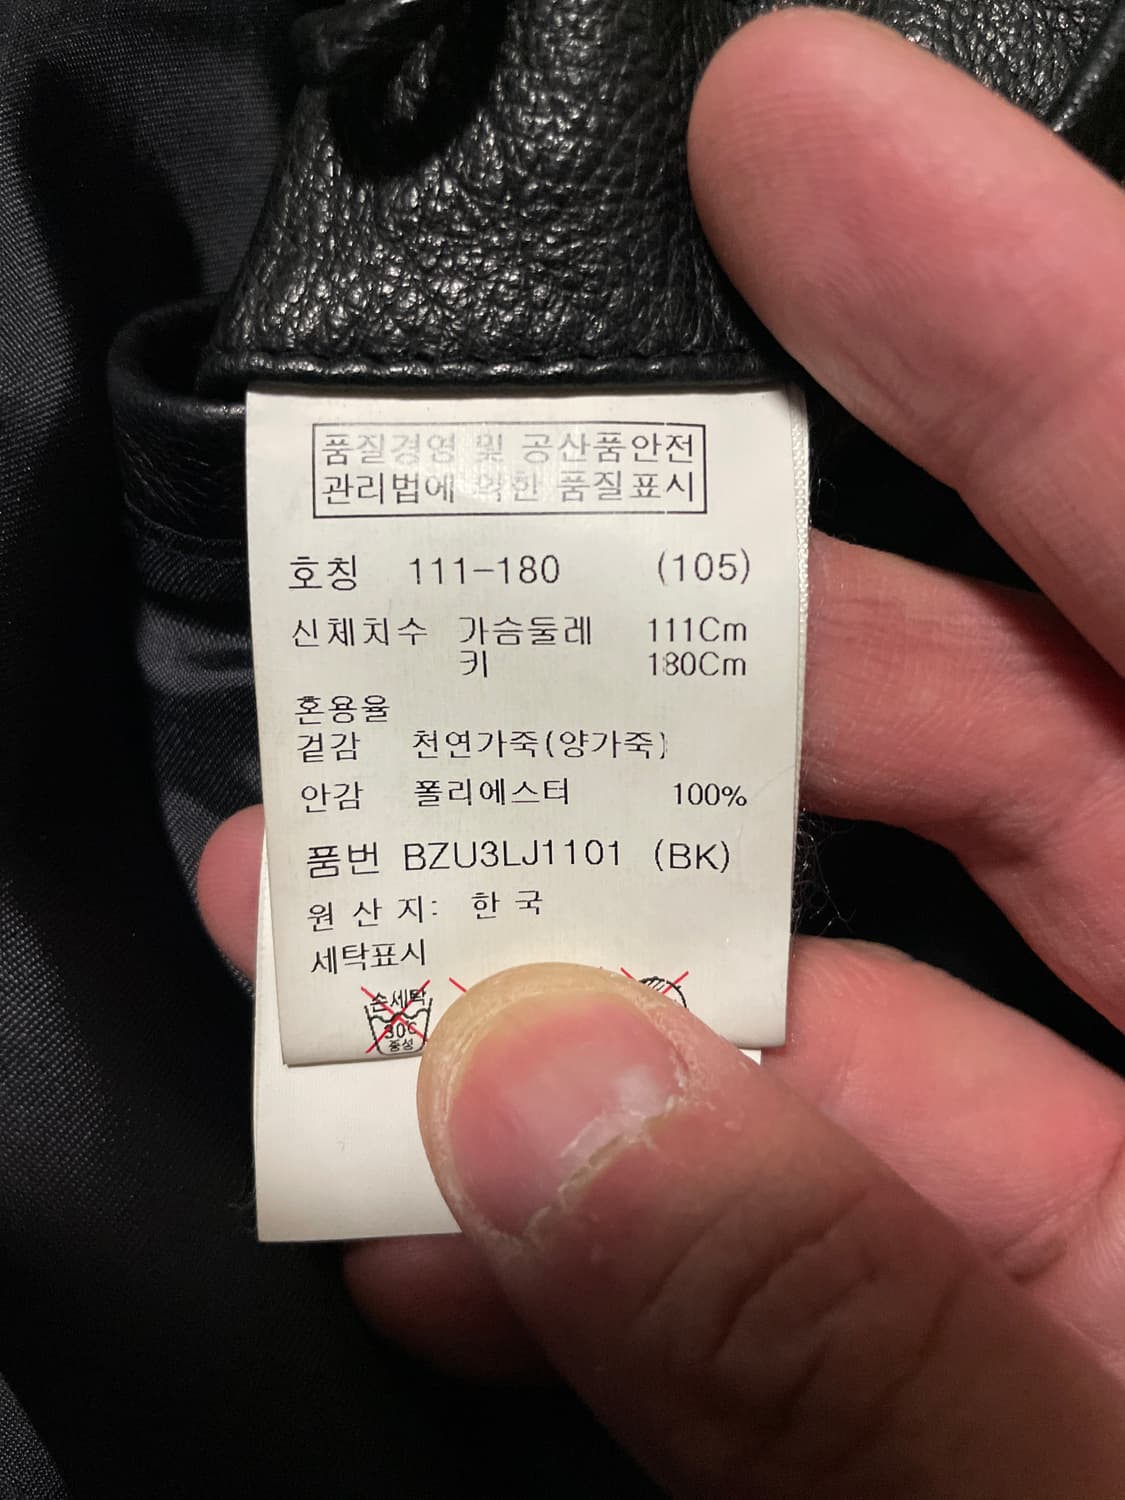 품질경영 및 공산품안전
관리법에 의한 품질표시
호칭 111-180 (105)
신체치수 가슴둘레 111Cm
키 180Cm
혼용율
겉감 천연가죽(양가죽)
안감 폴리에스터 100%
품번 BZU3LJ1101 (BK)
원 산 지: 한 국
세탁표시
손세탁
30℃
중성